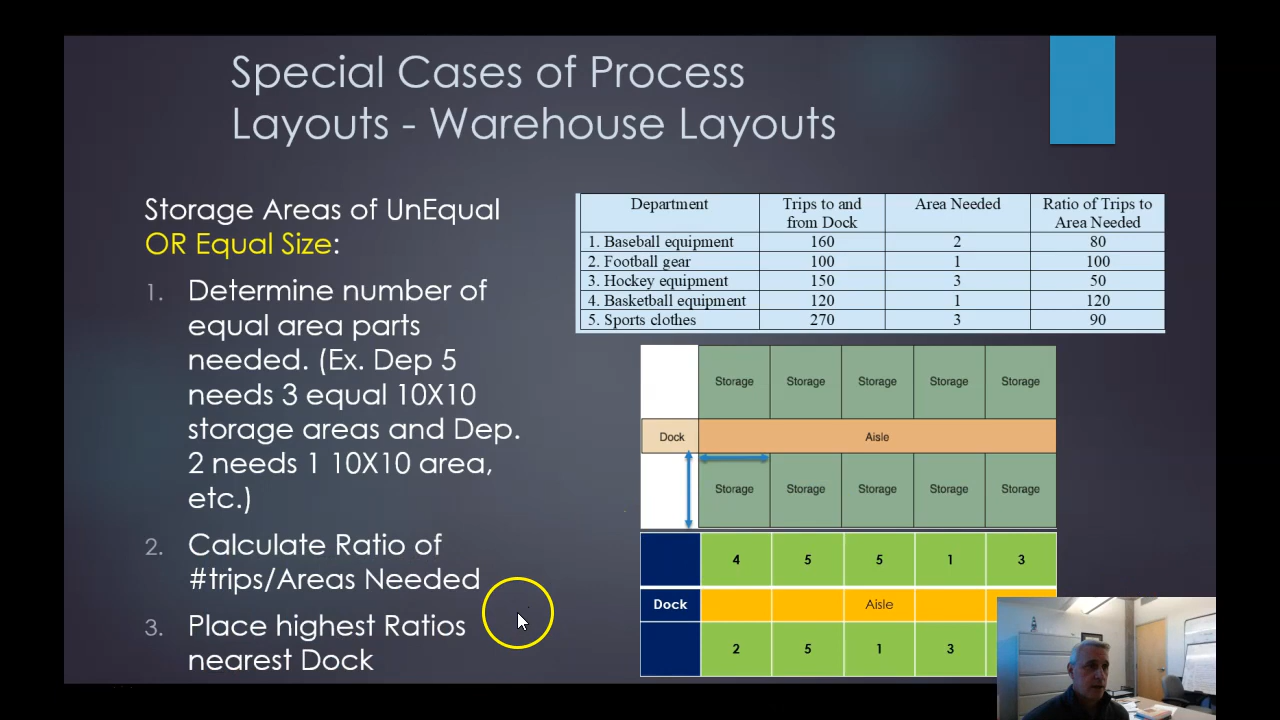 Special Cases of Process
Layouts - Warehouse Layouts
Storage Areas of UnEqual
OR Equal Size:
1. Determine number of
equal area parts
needed. (Ex. Dep 5
needs 3 equal 10X10
storage areas and Dep.
2 needs 1 10X10 area,
etc.)
2. Calculate Ratio of
#trips/Areas Needed
3. Place highest Ratios
nearest Dock
Department Trips to and from Dock Area Needed Ratio of Trips to Area Needed
1. Baseball equipment 160 2 80
2. Football gear 100 1 100
3. Hockey equipment 150 3 50
4. Basketball equipment 120 1 120
5. Sports clothes 270 3 90
Storage Storage Storage Storage Storage
Dock Aisle
Storage Storage Storage Storage Storage
4 5 5 1 3
Dock Aisle
2 5 1 3